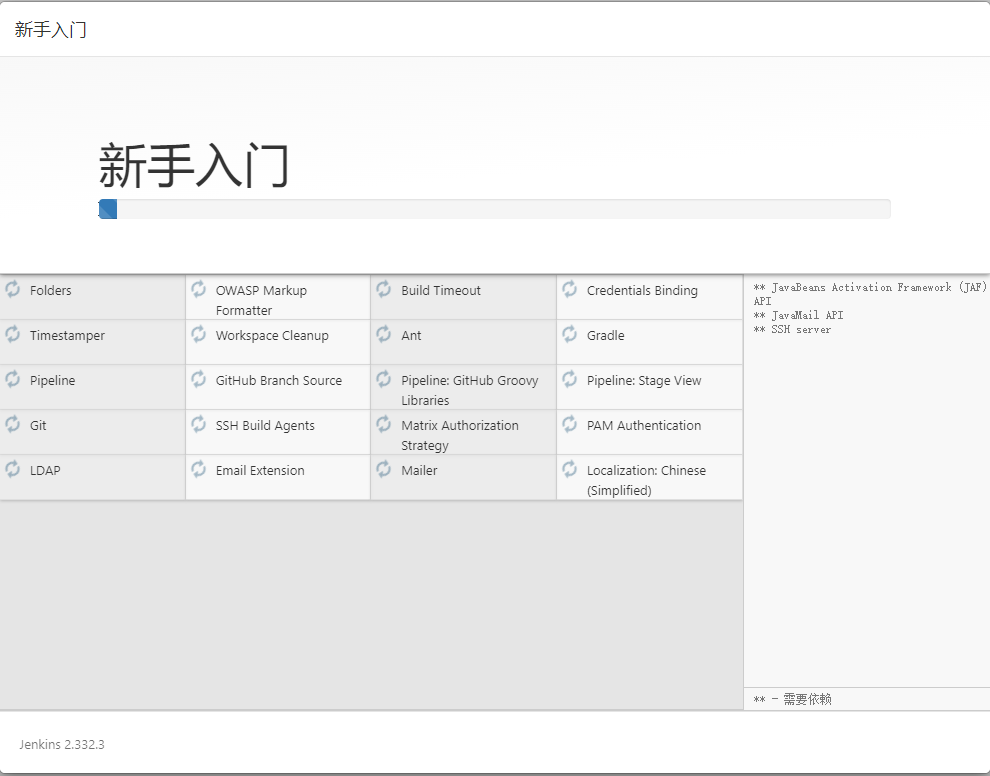 新手入门
新手入门
Folders
OWASP Markup
Formatter
Build Timeout
Credentials Binding
Timestamper
Workspace Cleanup
Ant
Gradle
Pipeline
GitHub Branch Source
Pipeline: GitHub Groovy
Libraries
Pipeline: Stage View
Git
SSH Build Agents
Matrix Authorization
Strategy
PAM Authentication
LDAP
Email Extension
Mailer
Localization: Chinese
(Simplified)
** JavaBeans Activation Framework (JAF)
API
** JavaMail API
** SSH server
** - 需要依赖
Jenkins 2.332.3